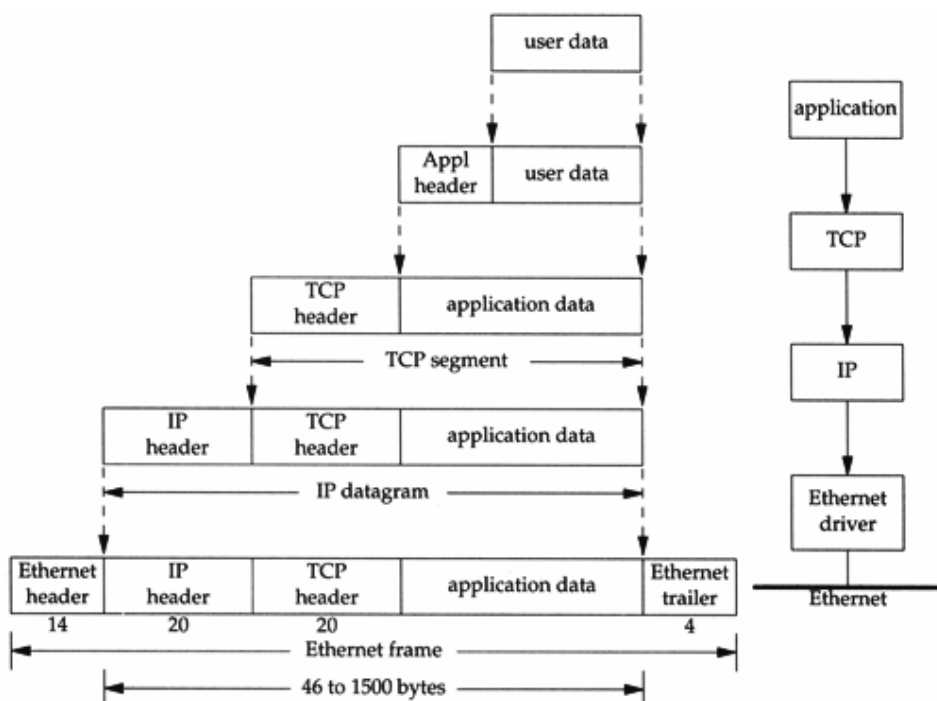 user data
application
Appl
header
user data
TCP
TCP
header
application data
TCP segment
IP
IP
header
TCP
header
application data
IP datagram
Ethernet
driver
Ethernet
header
IP
header
TCP
header
application data
Ethernet
trailer
Ethernet
14
20
20
4
Ethernet frame
46 to 1500 bytes